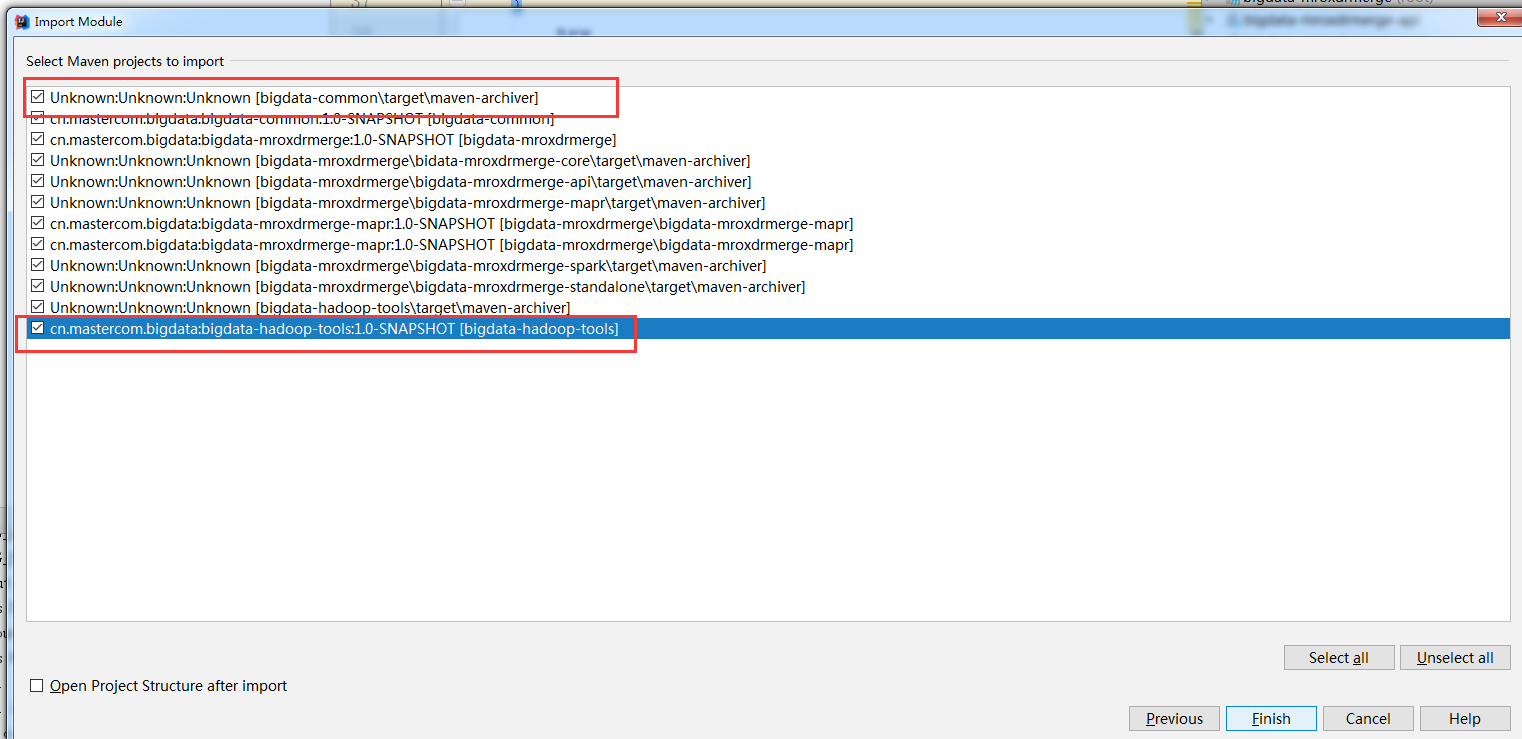 Import Module
Select Maven projects to import
Unknown:Unknown:Unknown [bigdata-common\target\maven-archiver]
cn.mastercom.bigdata:bigdata-common:1.0-SNAPSHOT [bigdata-common]
cn.mastercom.bigdata:bigdata-mroxdrmerge:1.0-SNAPSHOT [bigdata-mroxdrmerge]
Unknown:Unknown:Unknown [bigdata-mroxdrmerge\bidata-mroxdrmerge-core\target\maven-archiver]
Unknown:Unknown:Unknown [bigdata-mroxdrmerge\bigdata-mroxdrmerge-api\target\maven-archiver]
Unknown:Unknown:Unknown [bigdata-mroxdrmerge\bigdata-mroxdrmerge-mapr\target\maven-archiver]
cn.mastercom.bigdata:bigdata-mroxdrmerge-mapr:1.0-SNAPSHOT [bigdata-mroxdrmerge\bigdata-mroxdrmerge-mapr]
cn.mastercom.bigdata:bigdata-mroxdrmerge-mapr:1.0-SNAPSHOT [bigdata-mroxdrmerge\bigdata-mroxdrmerge-mapr]
Unknown:Unknown:Unknown [bigdata-mroxdrmerge\bigdata-mroxdrmerge-spark\target\maven-archiver]
Unknown:Unknown:Unknown [bigdata-mroxdrmerge\bigdata-mroxdrmerge-standalone\target\maven-archiver]
Unknown:Unknown:Unknown [bigdata-hadoop-tools\target\maven-archiver]
cn.mastercom.bigdata:bigdata-hadoop-tools:1.0-SNAPSHOT [bigdata-hadoop-tools]
Select all
Unselect all
Open Project Structure after import
Previous
Finish
Cancel
Help